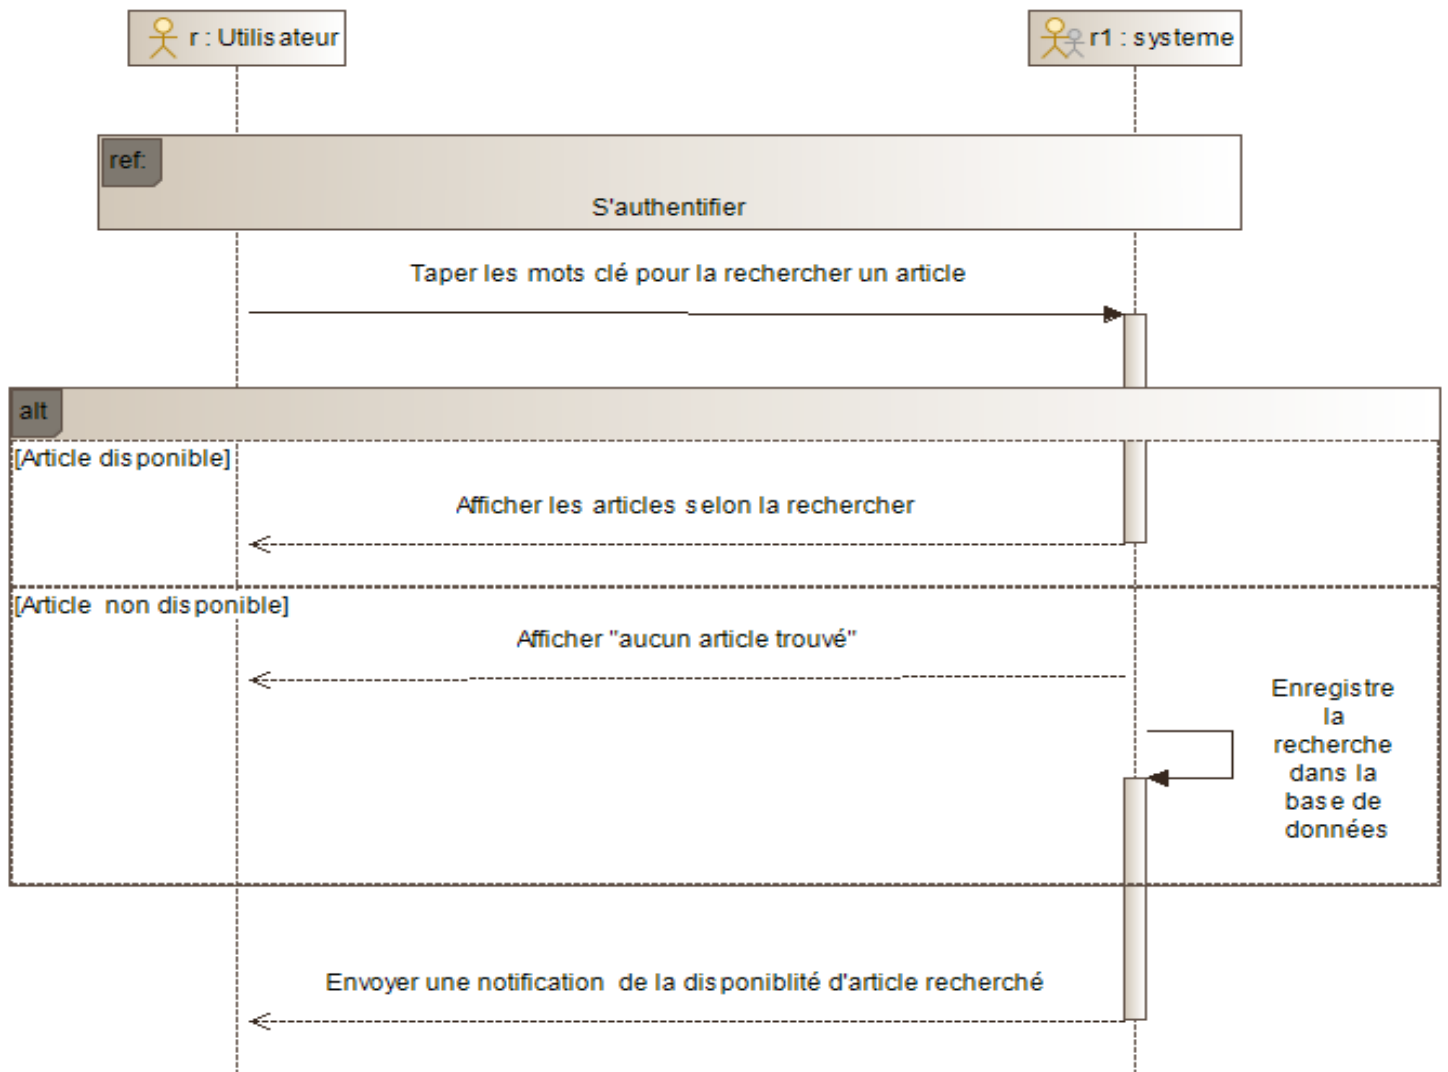 r : Utilisateur
r1 : systeme
ref:
S'authentifier
Taper les mots clé pour la rechercher un article
alt
[Article disponible]
Afficher les articles selon la rechercher
[Article non disponible]
Afficher "aucun article trouvé"
Enregistre
la
recherche
dans la
base de
données
Envoyer une notification de la disponiblité d'article recherché